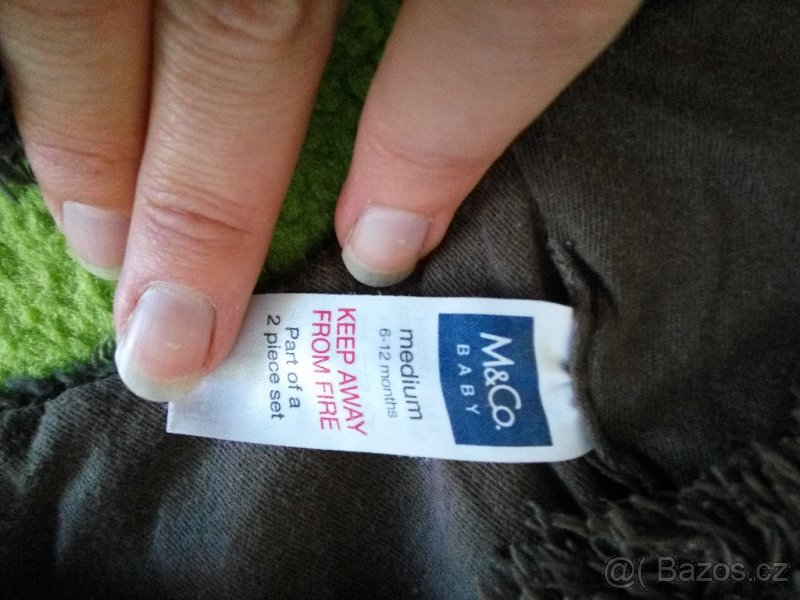 M&Co.
BABY
medium
6-12 months
KEEP AWAY
FROM FIRE
Part of a
2 piece set
@( Bazos.cz